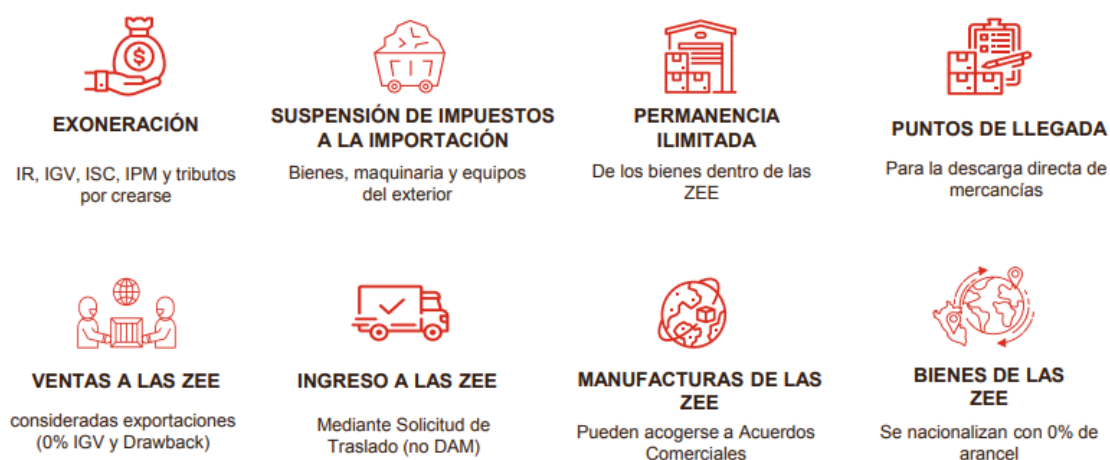 $
EXONERACIÓN
IR, IGV, ISC, IPM y tributos
por crearse
SUSPENSIÓN DE IMPUESTOS
A LA IMPORTACIÓN
Bienes, maquinaria y equipos
del exterior
PERMANENCIA
ILIMITADA
De los bienes dentro de las
ZEE
PUNTOS DE LLEGADA
Para la descarga directa de
mercancías
VENTAS A LAS ZEE
consideradas exportaciones
(0% IGV y Drawback)
INGRESO A LAS ZEE
Mediante Solicitud de
Traslado (no DAM)
MANUFACTURAS DE LAS
ZEE
Pueden acogerse a Acuerdos
Comerciales
BIENES DE LAS
ZEE
Se nacionalizan con 0% de
arancel